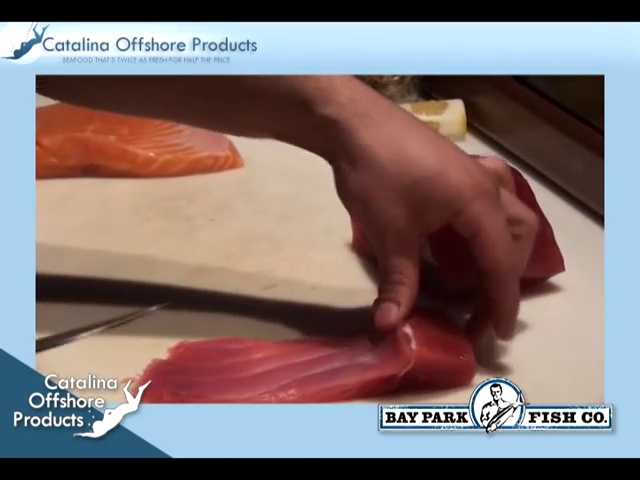 Catalina Offshore Products
SEAFOOD THAT'S TWICE AS FRESH FOR HALF THE PRICE
Catalina
Offshore
Products
BAY PARK FISH CO.